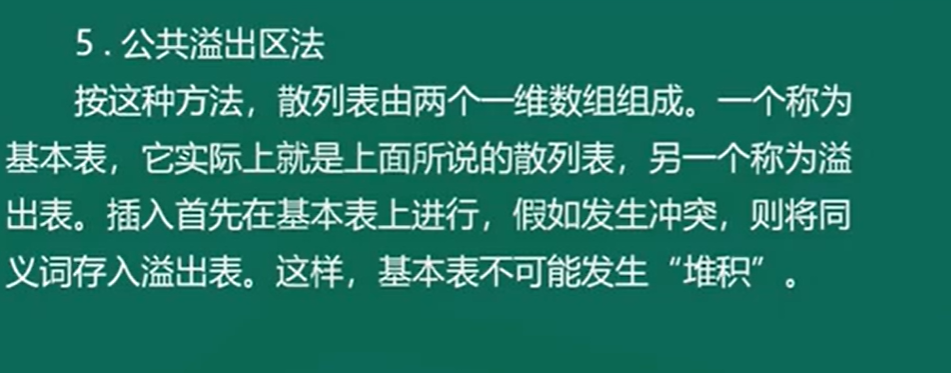 5 . 公共溢出区法
按这种方法，散列表由两个一维数组组成。一个称为
基本表，它实际上就是上面所说的散列表，另一个称为溢
出表。插入首先在基本表上进行，假如发生冲突，则将同
义词存入溢出表。这样，基本表不可能发生“堆积”。